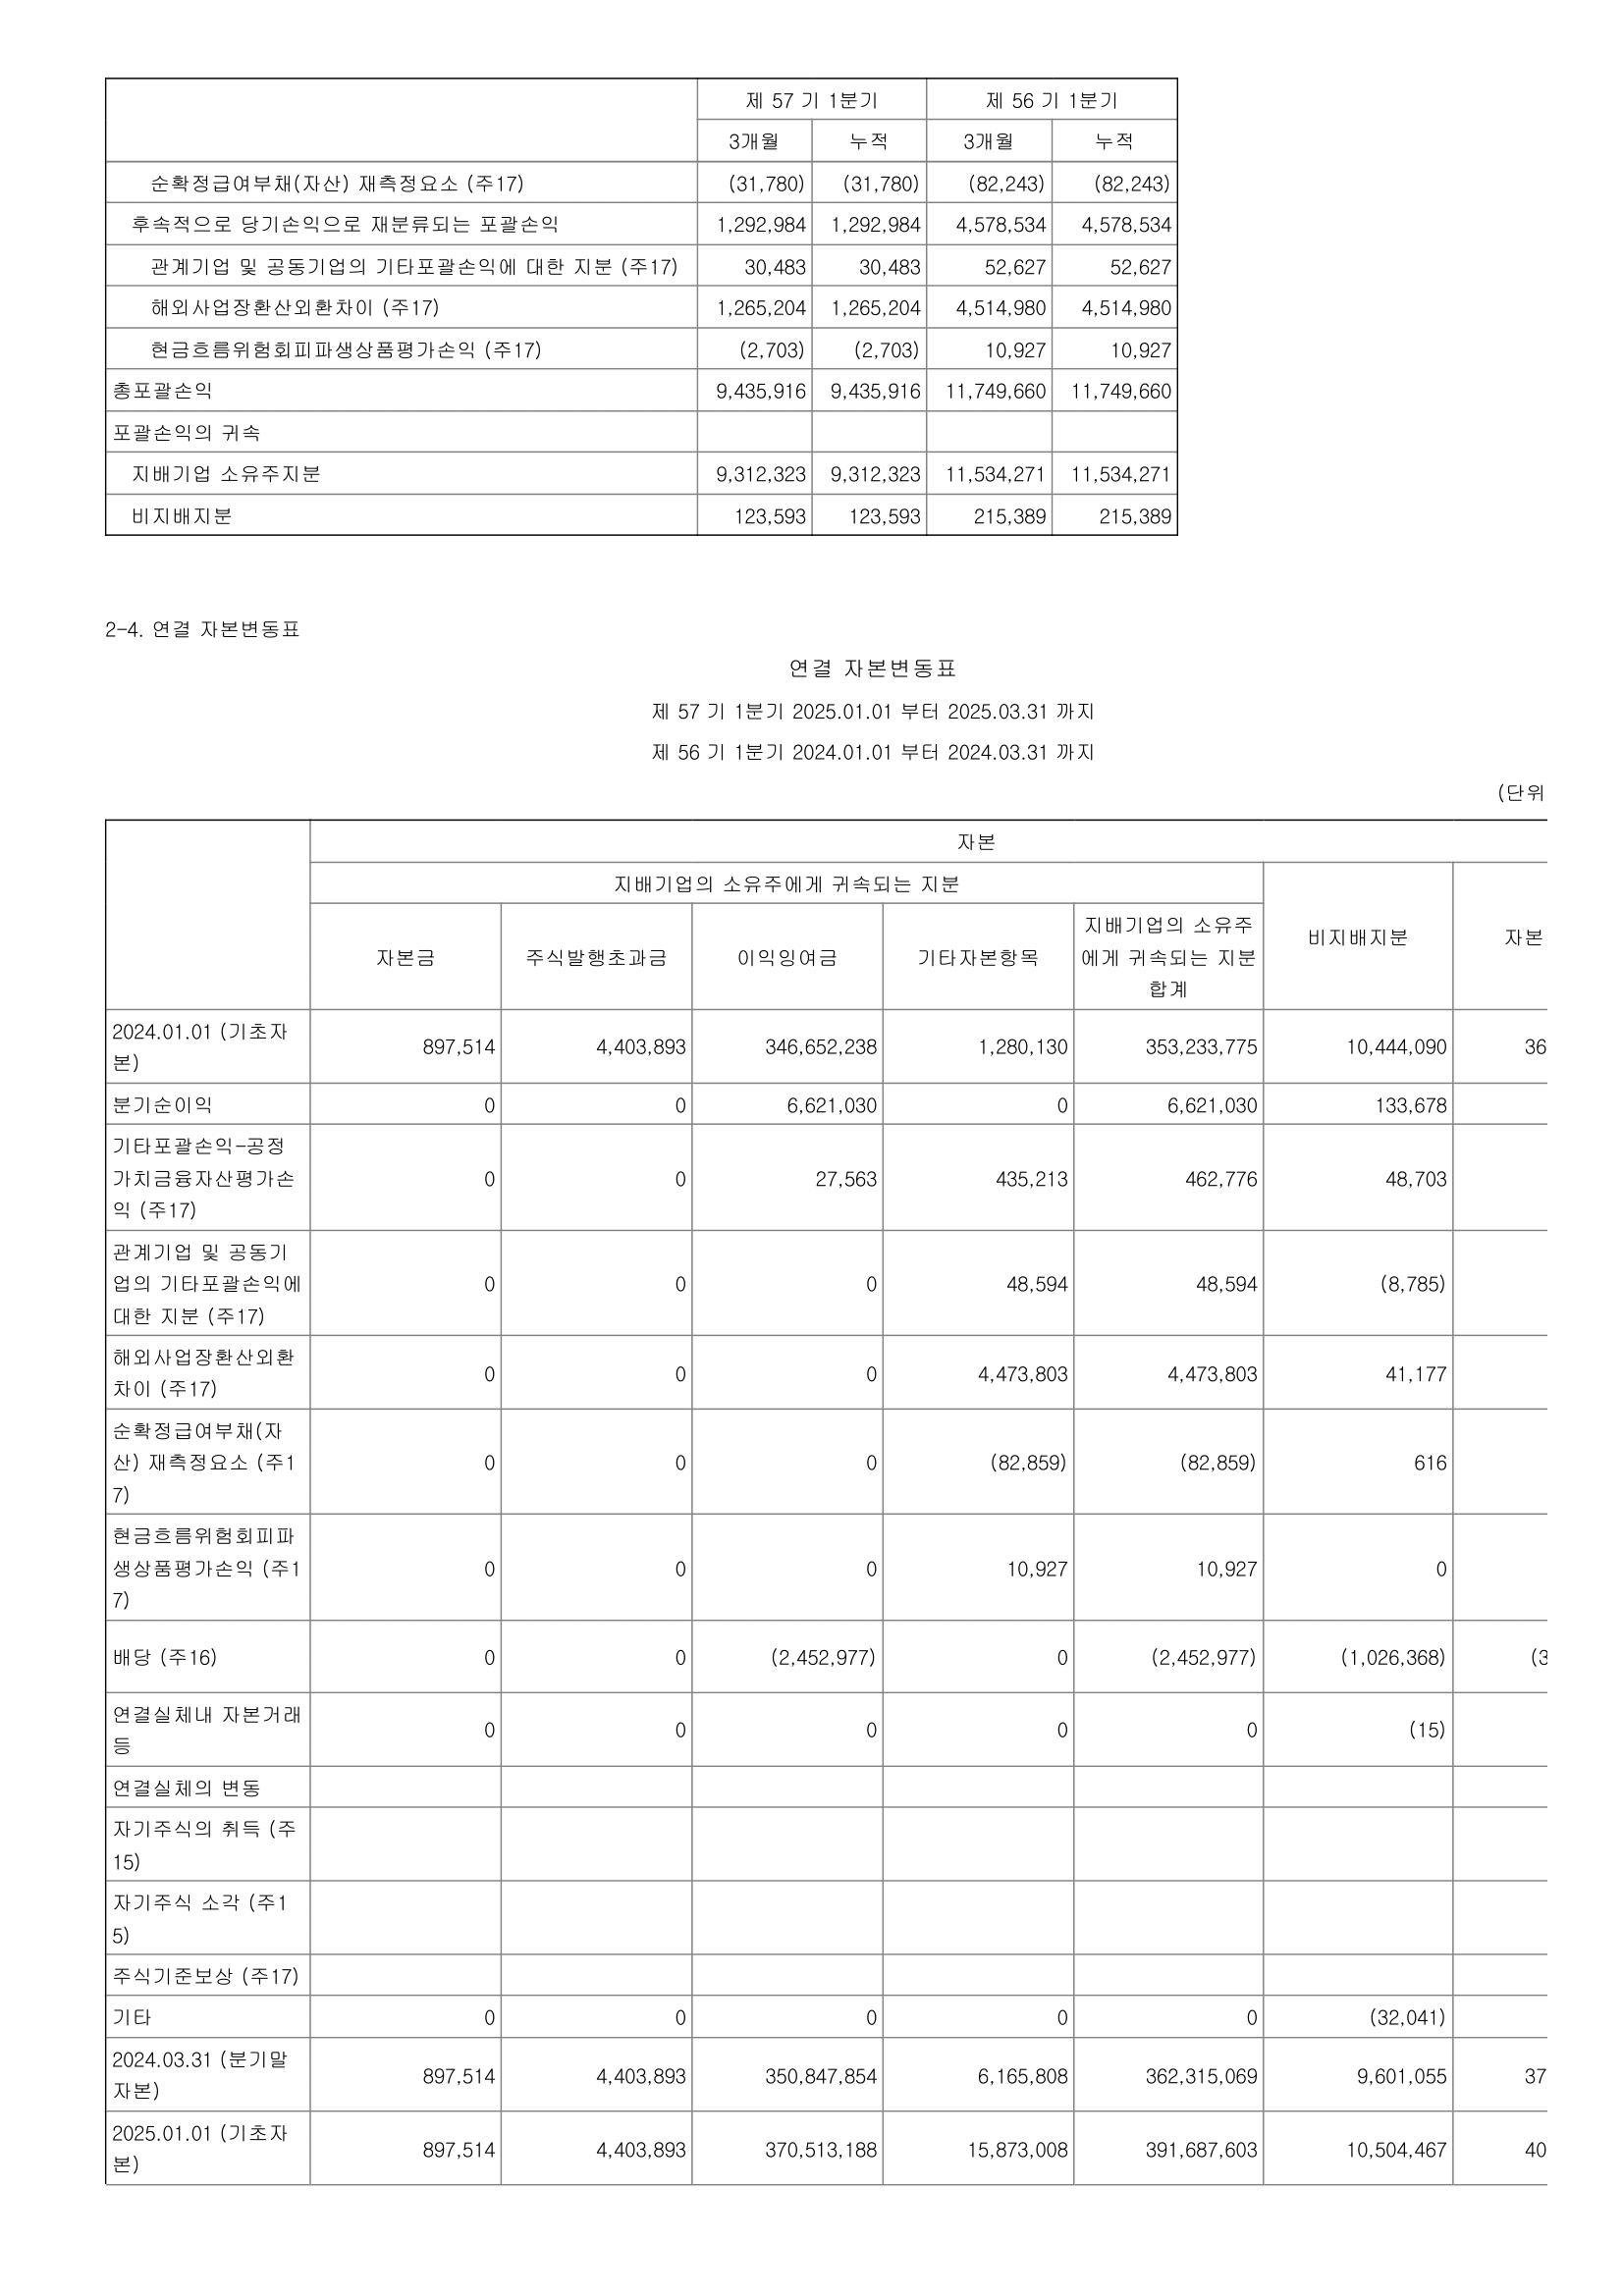 제 57 기 1분기 제 56 기 1분기
3개월 누적 3개월 누적
순확정급여부채(자산) 재측정요소 (주17) (31,780) (31,780) (82,243) (82,243)
후속적으로 당기손익으로 재분류되는 포괄손익 1,292,984 1,292,984 4,578,534 4,578,534
관계기업 및 공동기업의 기타포괄손익에 대한 지분 (주17) 30,483 30,483 52,627 52,627
해외사업장환산외환차이 (주17) 1,265,204 1,265,204 4,514,980 4,514,980
현금흐름위험회피파생상품평가손익 (주17) (2,703) (2,703) 10,927 10,927
총포괄손익 9,435,916 9,435,916 11,749,660 11,749,660
포괄손익의 귀속
지배기업 소유주지분 9,312,323 9,312,323 11,534,271 11,534,271
비지배지분 123,593 123,593 215,389 215,389
2-4. 연결 자본변동표
연결 자본변동표
제 57 기 1분기 2025.01.01 부터 2025.03.31 까지
제 56 기 1분기 2024.01.01 부터 2024.03.31 까지
(단위
자본
지배기업의 소유주에게 귀속되는 지분
비지배지분 자본
자본금 주식발행초과금 이익잉여금 기타자본항목
지배기업의 소유주
에게 귀속되는 지분
합계
2024.01.01 (기초자
본)
897,514 4,403,893 346,652,238 1,280,130 353,233,775 10,444,090 36
분기순이익 0 0 6,621,030 0 6,621,030 133,678
기타포괄손익-공정
가치금융자산평가손
익 (주17)
0 0 27,563 435,213 462,776 48,703
관계기업 및 공동기
업의 기타포괄손익에
대한 지분 (주17)
0 0 0 48,594 48,594 (8,785)
해외사업장환산외환
차이 (주17)
0 0 0 4,473,803 4,473,803 41,177
순확정급여부채(자
산) 재측정요소 (주1
7)
0 0 0 (82,859) (82,859) 616
현금흐름위험회피파
생상품평가손익 (주1
7)
0 0 0 10,927 10,927 0
배당 (주16) 0 0 (2,452,977) 0 (2,452,977) (1,026,368) (3
연결실체내 자본거래
등
0 0 0 0 0 (15)
연결실체의 변동
자기주식의 취득 (주
15)
자기주식 소각 (주1
5)
주식기준보상 (주17)
기타 0 0 0 0 0 (32,041)
2024.03.31 (분기말
자본)
897,514 4,403,893 350,847,854 6,165,808 362,315,069 9,601,055 37
2025.01.01 (기초자
본)
897,514 4,403,893 370,513,188 15,873,008 391,687,603 10,504,467 40